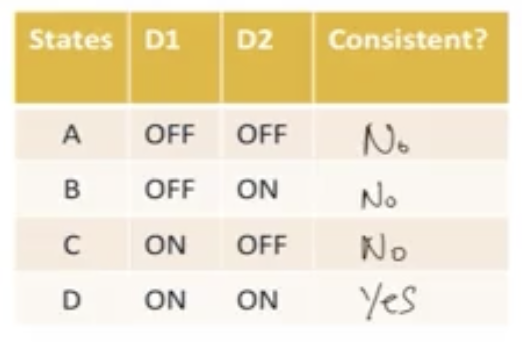 States D1 D2 Consistent?
A OFF OFF No
B OFF ON No
C ON OFF No
D ON ON Yes